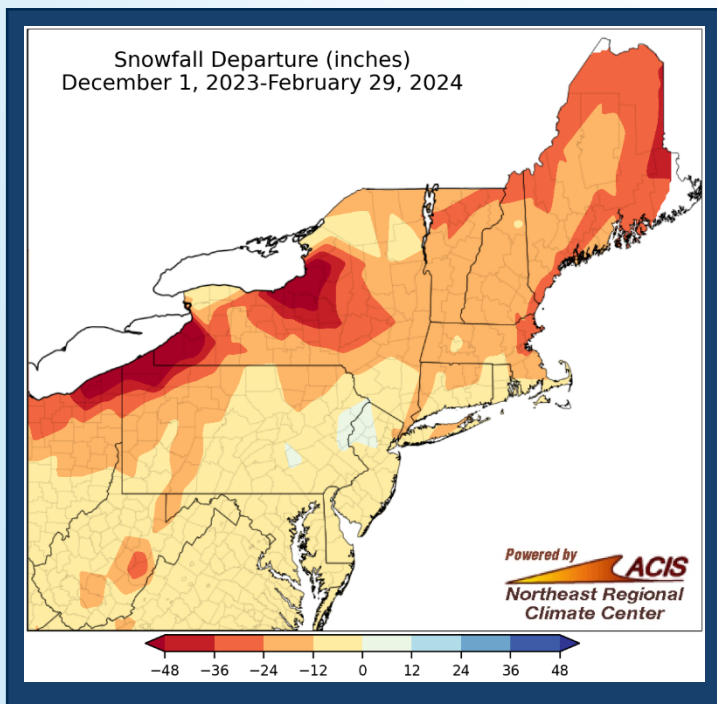 Snowfall Departure (inches)
December 1, 2023-February 29, 2024
Powered by
ACIS
Northeast Regional
Climate Center
−48 −36 −24 −12 0 12 24 36 48